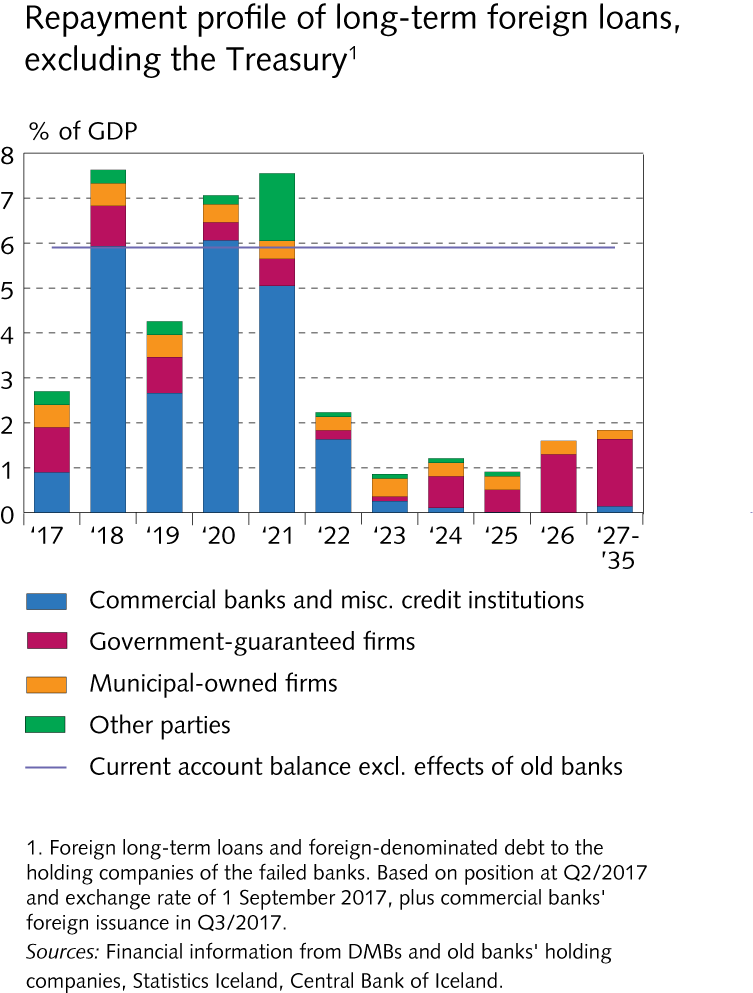 Repayment profile of long-term foreign loans,
excluding the Treasury¹
% of GDP
8
7
6
5
4
3
2
1
0
‘17 ‘18 ‘19 ‘20 ‘21 ‘22 ‘23 ‘24 ‘25 ‘26 ‘27-
’35
Commercial banks and misc. credit institutions
Government-guaranteed firms
Municipal-owned firms
Other parties
Current account balance excl. effects of old banks
1. Foreign long-term loans and foreign-denominated debt to the
holding companies of the failed banks. Based on position at Q2/2017
and exchange rate of 1 September 2017, plus commercial banks'
foreign issuance in Q3/2017.
Sources: Financial information from DMBs and old banks' holding
companies, Statistics Iceland, Central Bank of Iceland.